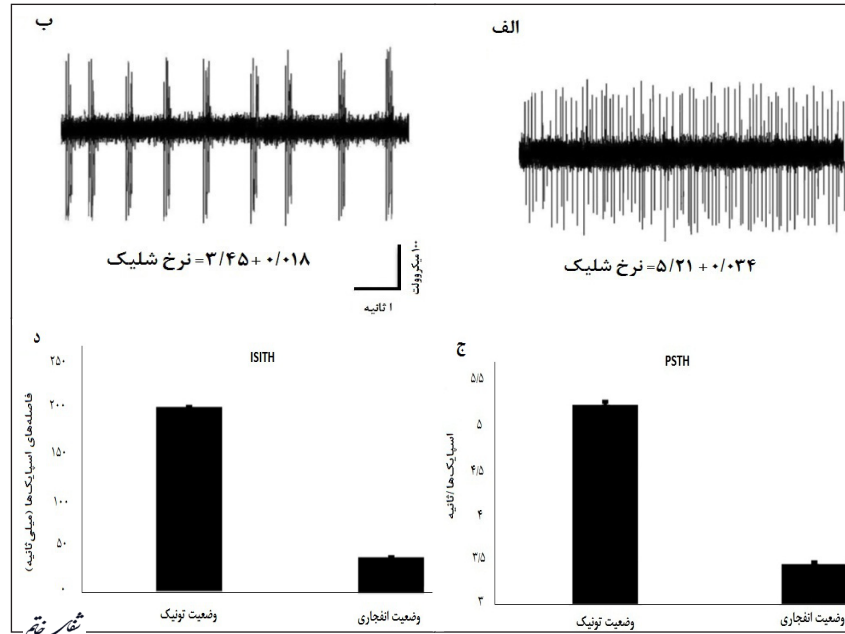 الف
نرخ شلیک =۵/۲۱ + ۰/۰۳۴
ب
نرخ شلیک =۳/۴۵+ ۰/۰۱۸
۱۰۰ میکروولت
۱ ثانیه
ج
PSTH
اسپایک‌ها/ثانیه
۵/۵
۵
۴/۵
۴
۳/۵
۳
وضعیت تونیک
وضعیت انفجاری
د
ISITH
فاصله‌های اسپایک‌ها (میلی ثانیه)
۲۵۰
۲۰۰
۱۵۰
۱۰۰
۵۰
۰
وضعیت تونیک
وضعیت انفجاری
شفای خاتم